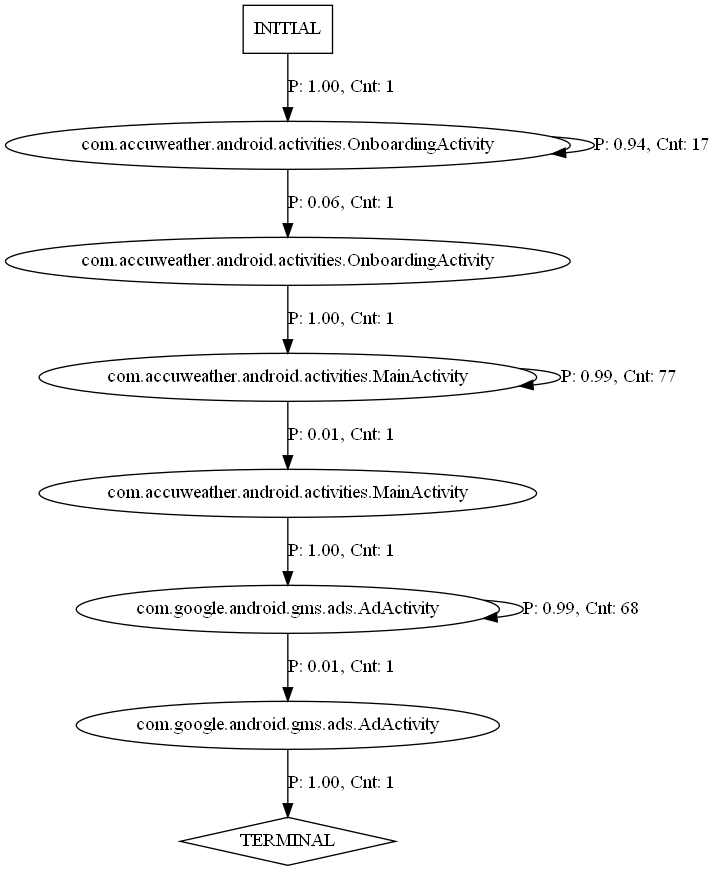 INITIAL
P: 1.00, Cnt: 1
com.accuweather.android.activities.OnboardingActivity
P: 0.94, Cnt: 17
P: 0.06, Cnt: 1
com.accuweather.android.activities.OnboardingActivity
P: 1.00, Cnt: 1
com.accuweather.android.activities.MainActivity
P: 0.99, Cnt: 77
P: 0.01, Cnt: 1
com.accuweather.android.activities.MainActivity
P: 1.00, Cnt: 1
com.google.android.gms.ads.AdActivity
P: 0.99, Cnt: 68
P: 0.01, Cnt: 1
com.google.android.gms.ads.AdActivity
P: 1.00, Cnt: 1
TERMINAL